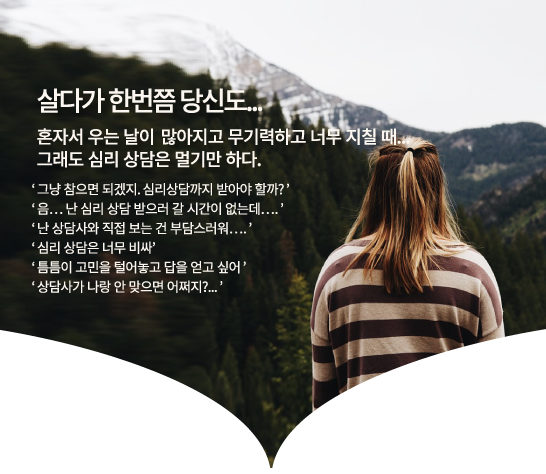 살다가 한번쯤 당신도...
혼자서 우는 날이 많아지고 무기력하고 너무 지칠 때...
그래도 심리 상담은 멀기만 하다.
‘ 그냥 참으면 되겠지. 심리상담까지 받아야 할까? ’
‘ 음… 난 심리 상담 받으러 갈 시간이 없는데…. ’
‘ 난 상담사와 직접 보는 건 부담스러워…. ’
‘ 심리 상담은 너무 비싸’
‘ 틈틈이 고민을 털어놓고 답을 얻고 싶어 ’
‘ 상담사가 나랑 안 맞으면 어쩌지?... ’